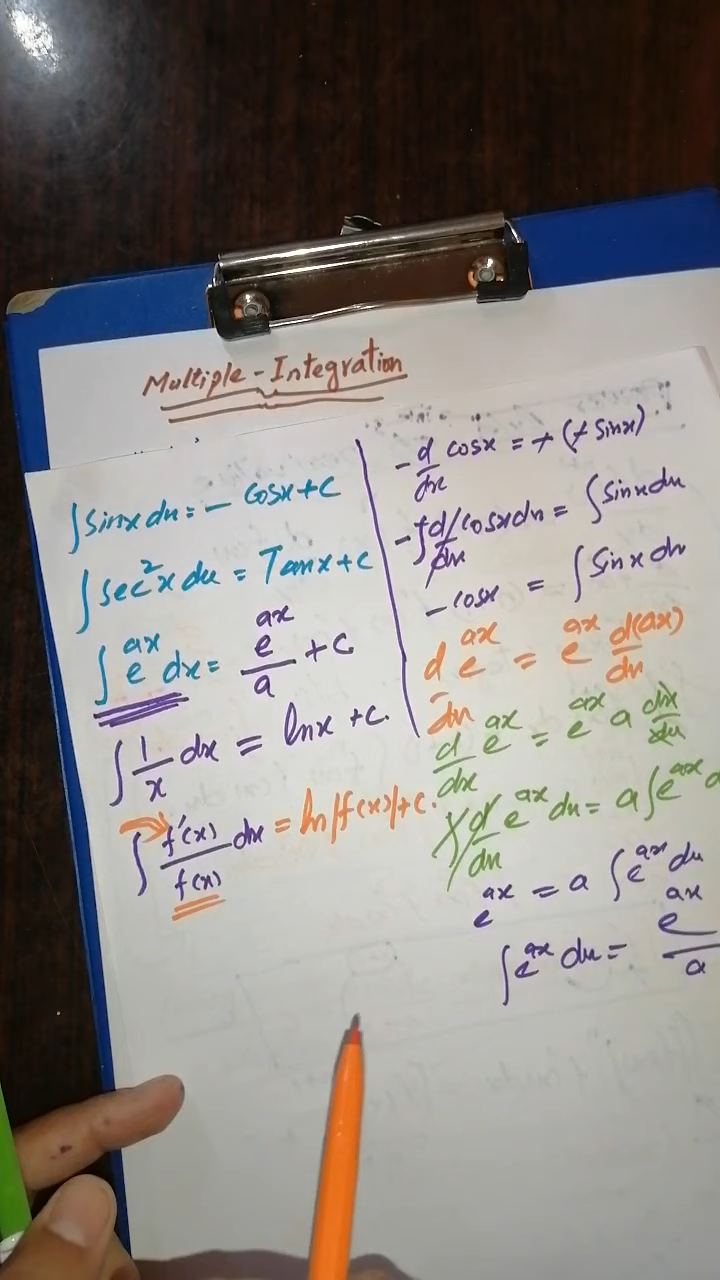 Multiple-Integration
∫sinx dx = - cosx + c
∫sec²x dx = Tanx + c
∫e^ax dx = e^ax/a + c
∫1/x dx = lnx + c.
∫f'(x)/f(x) dx = ln|f(x)| + c.
-d/dx cosx = + (+ sinx)
-∫d/dx cosx dx = ∫sinx dx
-cosx = ∫sinx dx
d/dx e^ax = e^ax d(ax)/dx
d/dx e^ax = e^ax a dx/dx
∫d/dx e^ax dx = a∫e^ax d
e^ax = a ∫e^ax dx
∫e^ax dx = e^ax/a